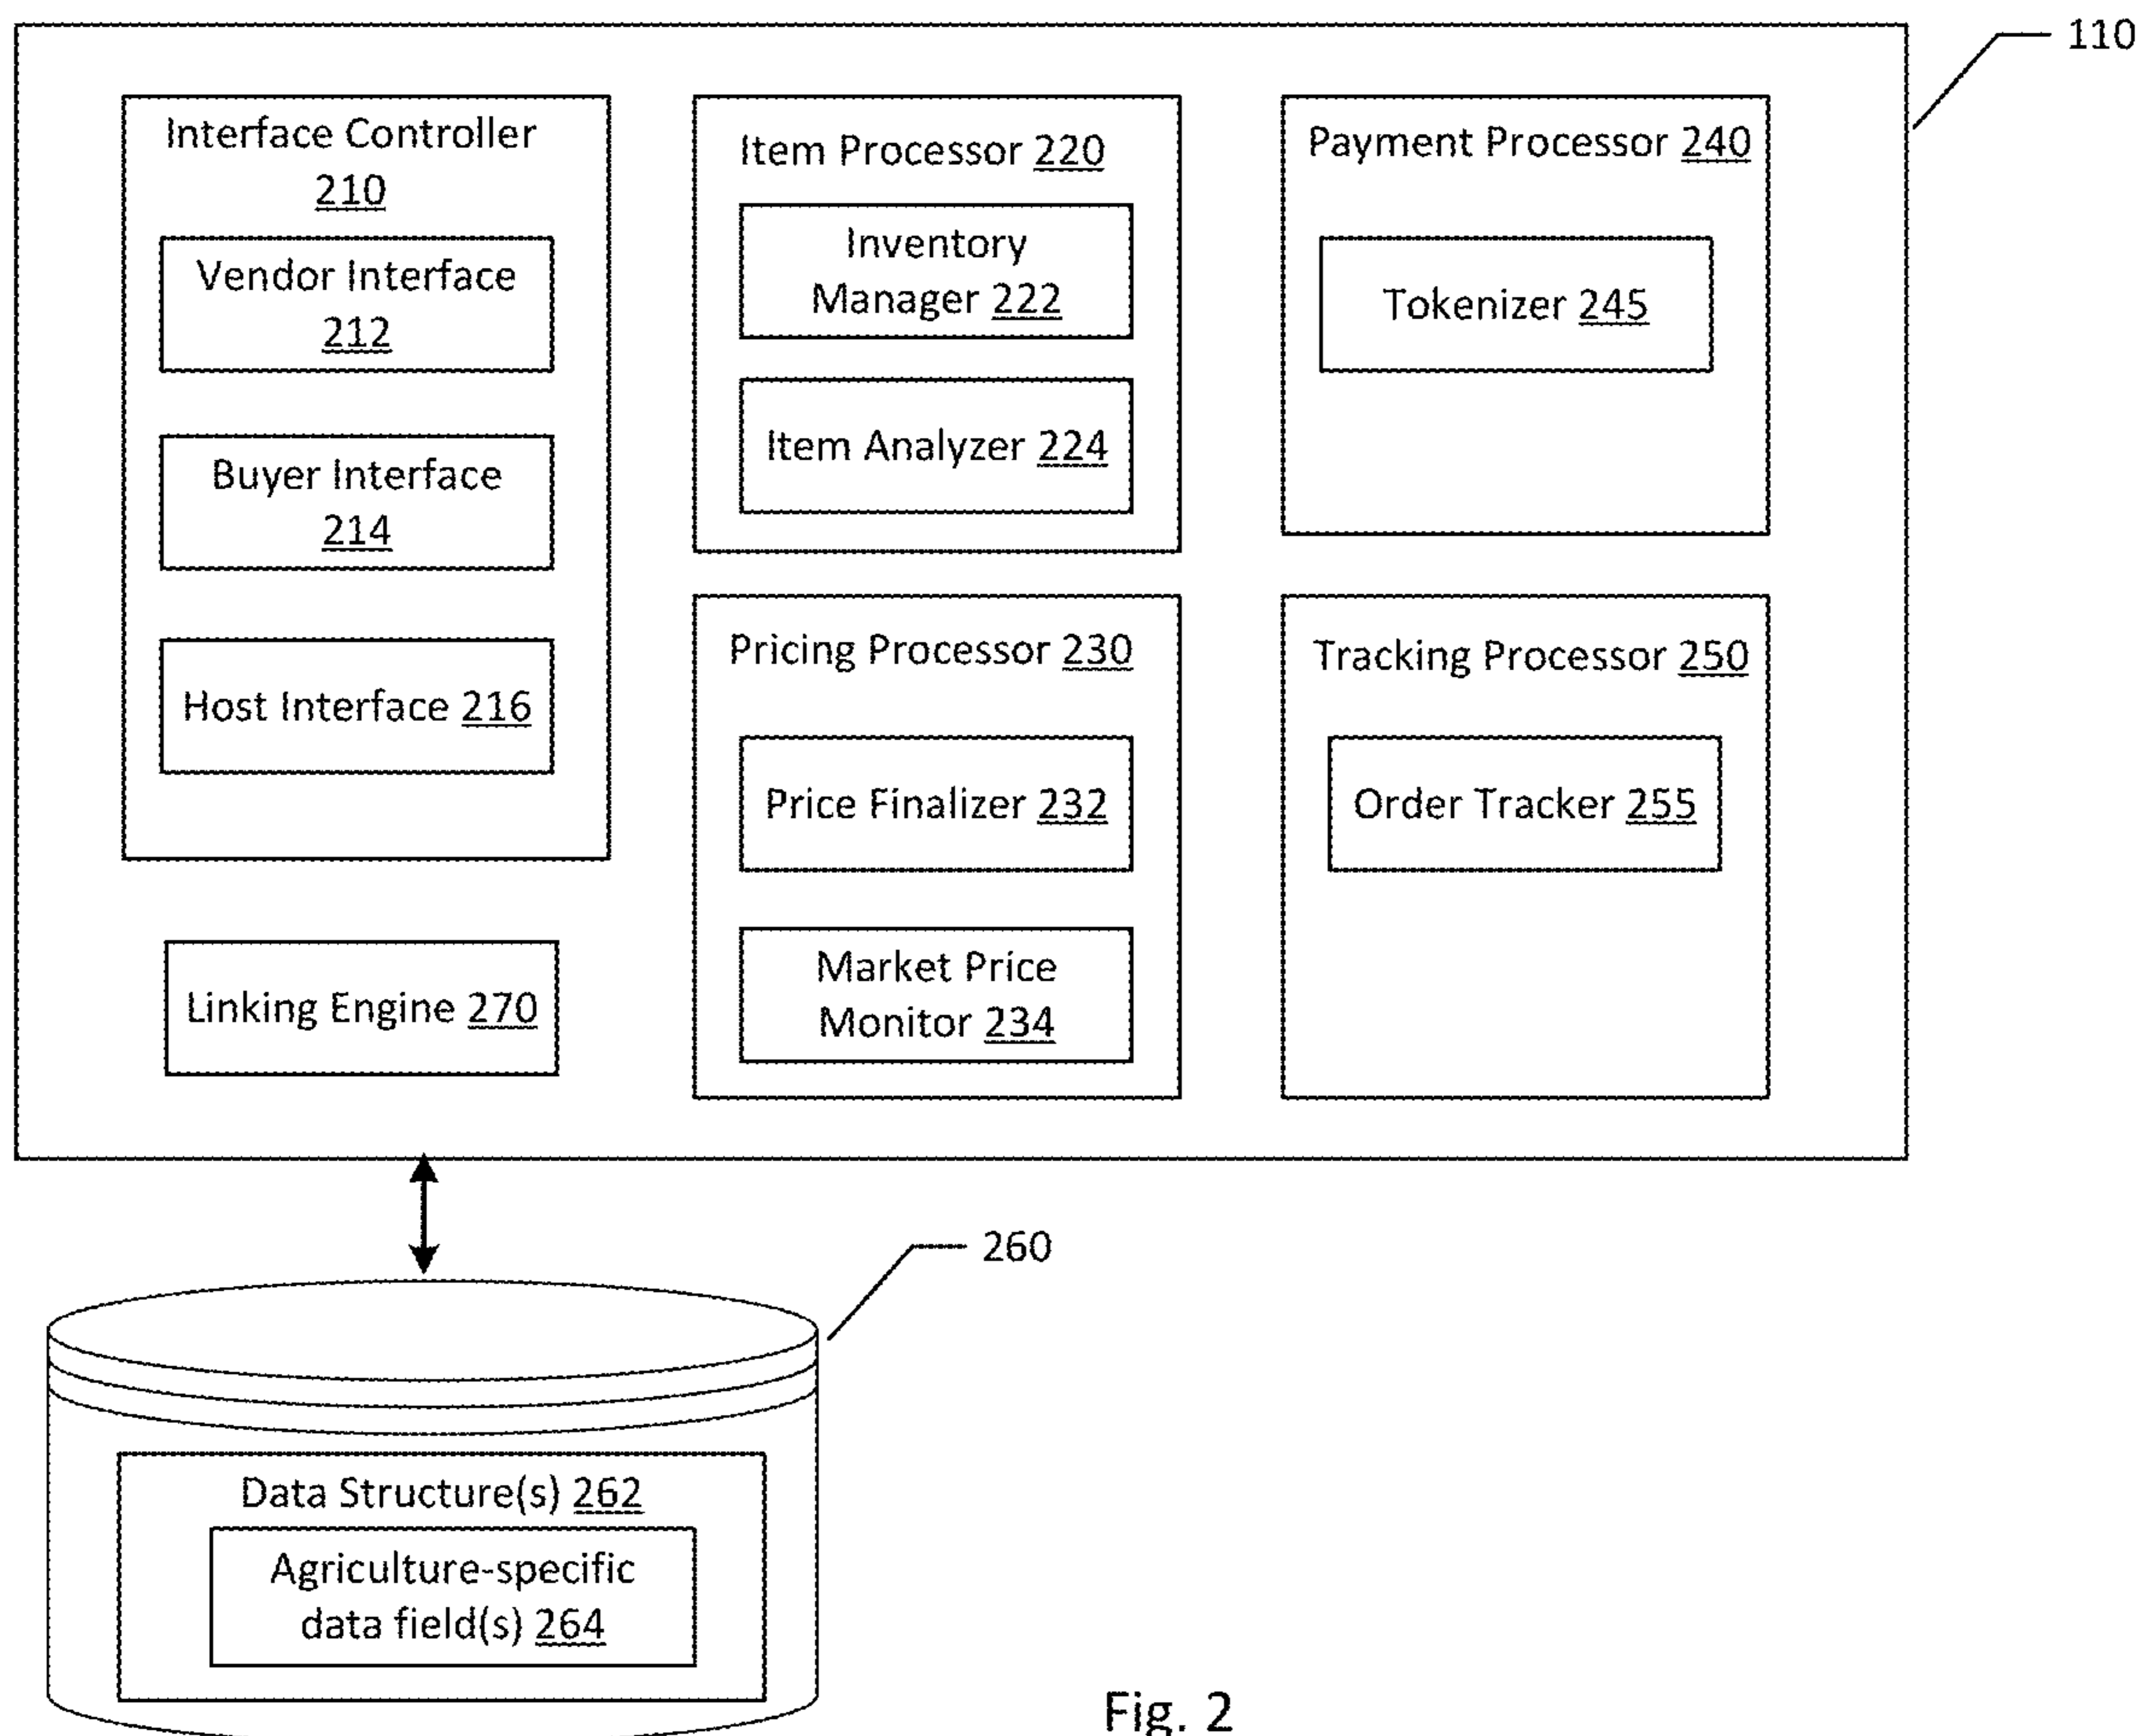 110
Interface Controller
210
Vendor Interface
212
Buyer Interface
214
Host Interface 216
Linking Engine 270
Item Processor 220
Inventory
Manager 222
Item Analyzer 224
Pricing Processor 230
Price Finalizer 232
Market Price
Monitor 234
Payment Processor 240
Tokenizer 245
Tracking Processor 250
Order Tracker 255
260
Data Structure(s) 262
Agriculture-specific
data field(s) 264
Fig. 2